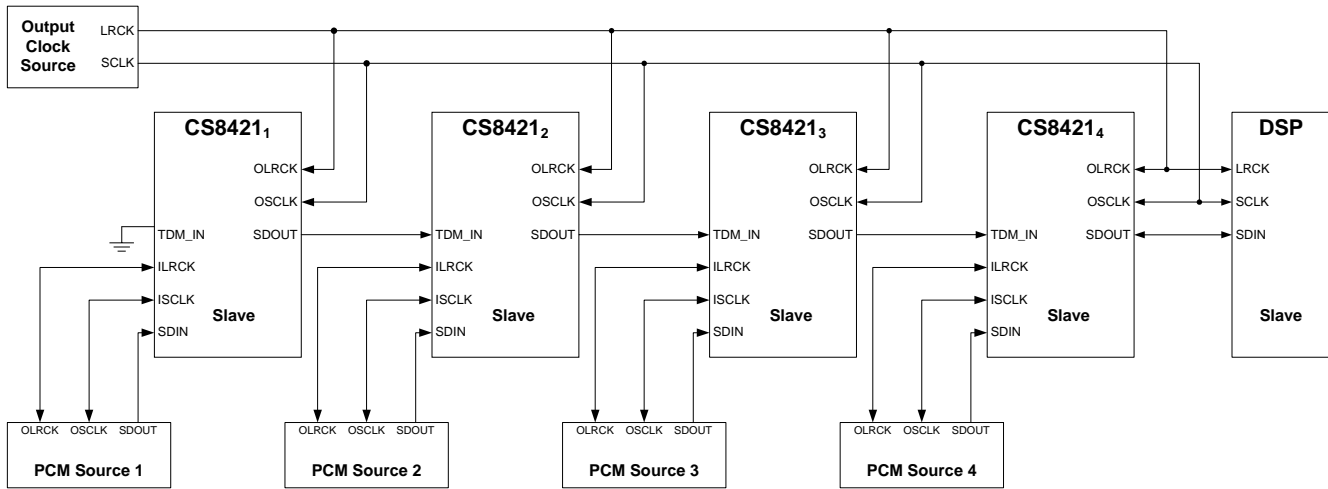 Output
Clock
Source
LRCK
SCLK
CS8421₁
OLRCK
OSCLK
TDM_IN
SDOUT
ILRCK
ISCLK
SDIN
Slave
CS8421₂
OLRCK
OSCLK
TDM_IN
SDOUT
ILRCK
ISCLK
SDIN
Slave
CS8421₃
OLRCK
OSCLK
TDM_IN
SDOUT
ILRCK
ISCLK
SDIN
Slave
CS8421₄
OLRCK
OSCLK
TDM_IN
SDOUT
ILRCK
ISCLK
SDIN
Slave
DSP
LRCK
SCLK
SDIN
Slave
OLRCK OSCLK SDOUT
PCM Source 1
OLRCK OSCLK SDOUT
PCM Source 2
OLRCK OSCLK SDOUT
PCM Source 3
OLRCK OSCLK SDOUT
PCM Source 4